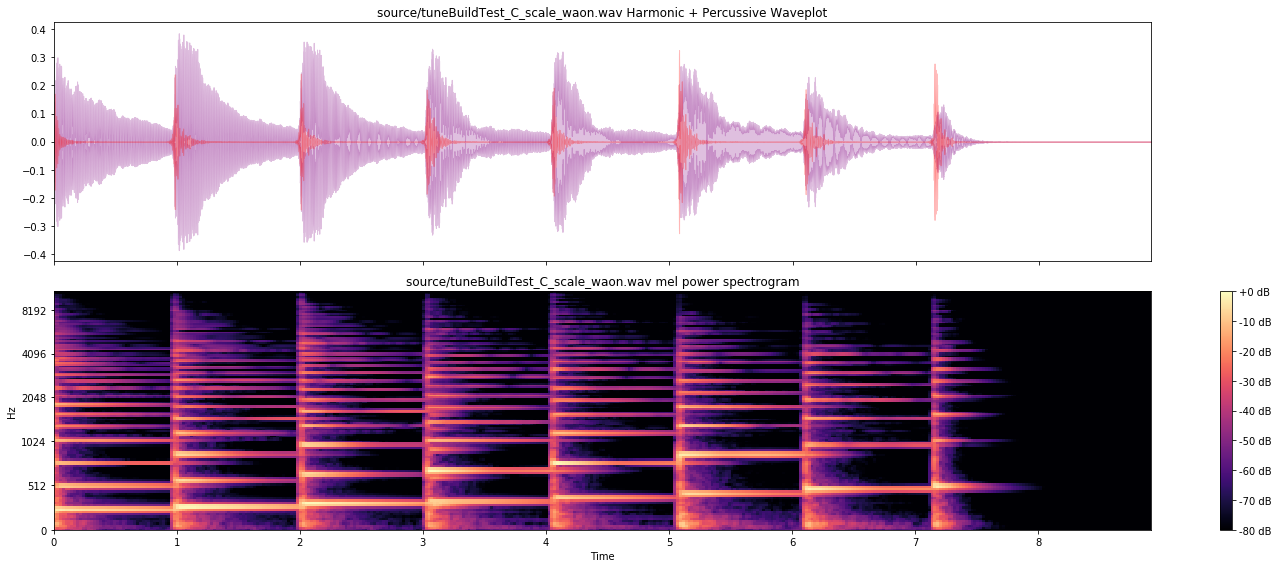 source/tuneBuildTest_C_scale_waon.wav Harmonic + Percussive Waveplot
0.4
0.3
0.2
0.1
0.0
−0.1
−0.2
−0.3
−0.4
source/tuneBuildTest_C_scale_waon.wav mel power spectrogram
8192
4096
2048
1024
512
0
Hz
0 1 2 3 4 5 6 7 8
Time
+0 dB
-10 dB
-20 dB
-30 dB
-40 dB
-50 dB
-60 dB
-70 dB
-80 dB